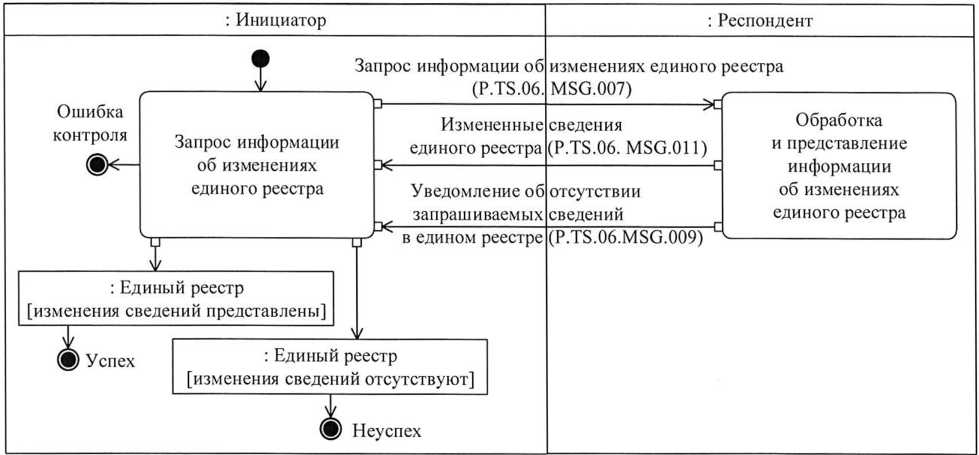 : Инициатор
: Респондент
Запрос информации об изменениях единого реестра
(P.TS.06. MSG.007)
Ошибка
контроля
Запрос информации
об изменениях
единого реестра
Измененные сведения
единого реестра (P.TS.06. MSG.011)
Обработка
и представление
информации
об изменениях
единого реестра
Уведомление об отсутствии
запрашиваемых сведений
в едином реестре (P.TS.06.MSG.009)
: Единый реестр
[изменения сведений представлены]
Успех
: Единый реестр
[изменения сведений отсутствуют]
Неуспех